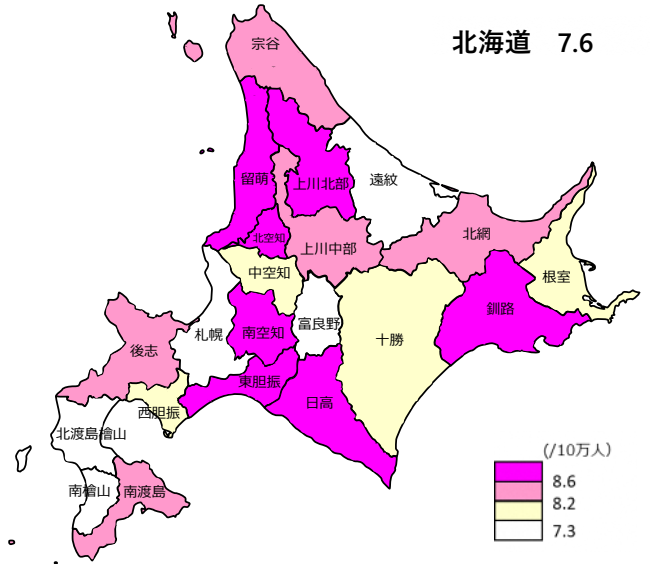 北海道　7.6
宗谷
留萌
上川北部
遠紋
北空知
上川中部
北網
中空知
根室
釧路
札幌
南空知
富良野
十勝
後志
東胆振
日高
西胆振
北渡島檜山
南檜山
南渡島
(/10万人)
8.6
8.2
7.3